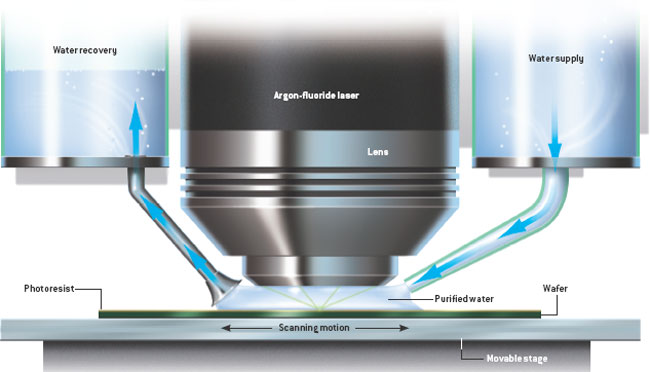 Water recovery
Water supply
Argon-fluoride laser
Lens
Photoresist
Purified water
Wafer
Scanning motion
Movable stage